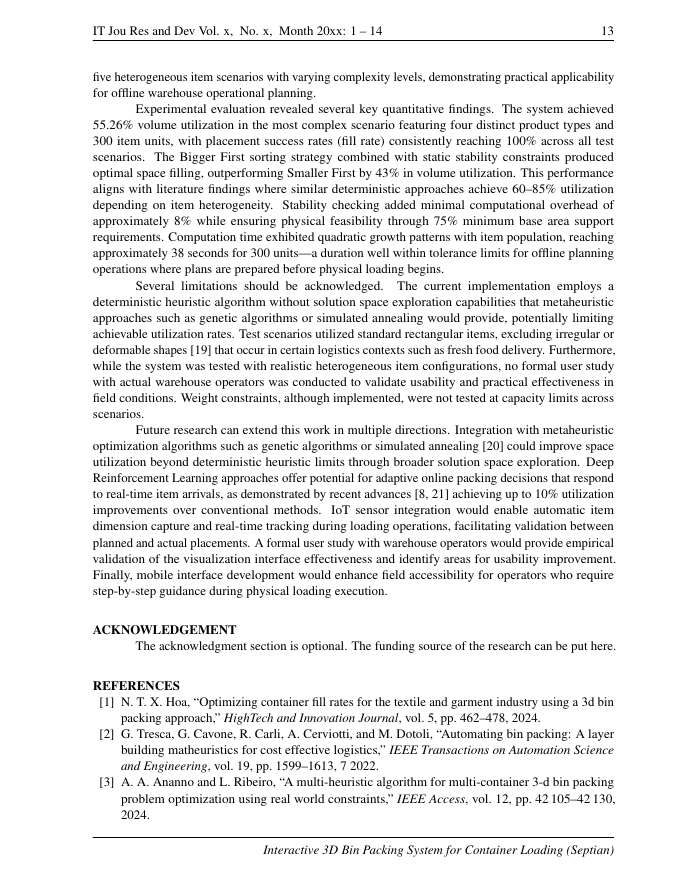 IT Jou Res and Dev Vol. x, No. x, Month 20xx: 1 – 14 13
five heterogeneous item scenarios with varying complexity levels, demonstrating practical applicability
for offline warehouse operational planning.
Experimental evaluation revealed several key quantitative findings. The system achieved
55.26% volume utilization in the most complex scenario featuring four distinct product types and
300 item units, with placement success rates (fill rate) consistently reaching 100% across all test
scenarios. The Bigger First sorting strategy combined with static stability constraints produced
optimal space filling, outperforming Smaller First by 43% in volume utilization. This performance
aligns with literature findings where similar deterministic approaches achieve 60–85% utilization
depending on item heterogeneity. Stability checking added minimal computational overhead of
approximately 8% while ensuring physical feasibility through 75% minimum base area support
requirements. Computation time exhibited quadratic growth patterns with item population, reaching
approximately 38 seconds for 300 units—a duration well within tolerance limits for offline planning
operations where plans are prepared before physical loading begins.
Several limitations should be acknowledged. The current implementation employs a
deterministic heuristic algorithm without solution space exploration capabilities that metaheuristic
approaches such as genetic algorithms or simulated annealing would provide, potentially limiting
achievable utilization rates. Test scenarios utilized standard rectangular items, excluding irregular or
deformable shapes [19] that occur in certain logistics contexts such as fresh food delivery. Furthermore,
while the system was tested with realistic heterogeneous item configurations, no formal user study
with actual warehouse operators was conducted to validate usability and practical effectiveness in
field conditions. Weight constraints, although implemented, were not tested at capacity limits across
scenarios.
Future research can extend this work in multiple directions. Integration with metaheuristic
optimization algorithms such as genetic algorithms or simulated annealing [20] could improve space
utilization beyond deterministic heuristic limits through broader solution space exploration. Deep
Reinforcement Learning approaches offer potential for adaptive online packing decisions that respond
to real-time item arrivals, as demonstrated by recent advances [8, 21] achieving up to 10% utilization
improvements over conventional methods. IoT sensor integration would enable automatic item
dimension capture and real-time tracking during loading operations, facilitating validation between
planned and actual placements. A formal user study with warehouse operators would provide empirical
validation of the visualization interface effectiveness and identify areas for usability improvement.
Finally, mobile interface development would enhance field accessibility for operators who require
step-by-step guidance during physical loading execution.
ACKNOWLEDGEMENT
The acknowledgment section is optional. The funding source of the research can be put here.
REFERENCES
[1] N. T. X. Hoa, “Optimizing container fill rates for the textile and garment industry using a 3d bin
packing approach,” HighTech and Innovation Journal, vol. 5, pp. 462–478, 2024.
[2] G. Tresca, G. Cavone, R. Carli, A. Cerviotti, and M. Dotoli, “Automating bin packing: A layer
building matheuristics for cost effective logistics,” IEEE Transactions on Automation Science
and Engineering, vol. 19, pp. 1599–1613, 7 2022.
[3] A. A. Ananno and L. Ribeiro, “A multi-heuristic algorithm for multi-container 3-d bin packing
problem optimization using real world constraints,” IEEE Access, vol. 12, pp. 42 105–42 130,
2024.
Interactive 3D Bin Packing System for Container Loading (Septian)